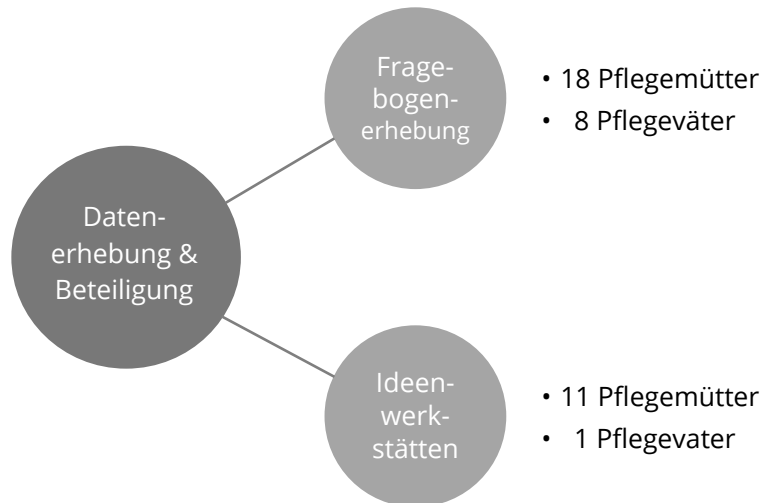 Frage-
bogen-
erhebung
• 18 Pflegemütter
• 8 Pflegeväter
Daten-
erhebung &
Beteiligung
Ideen-
werk-
stätten
• 11 Pflegemütter
• 1 Pflegevater